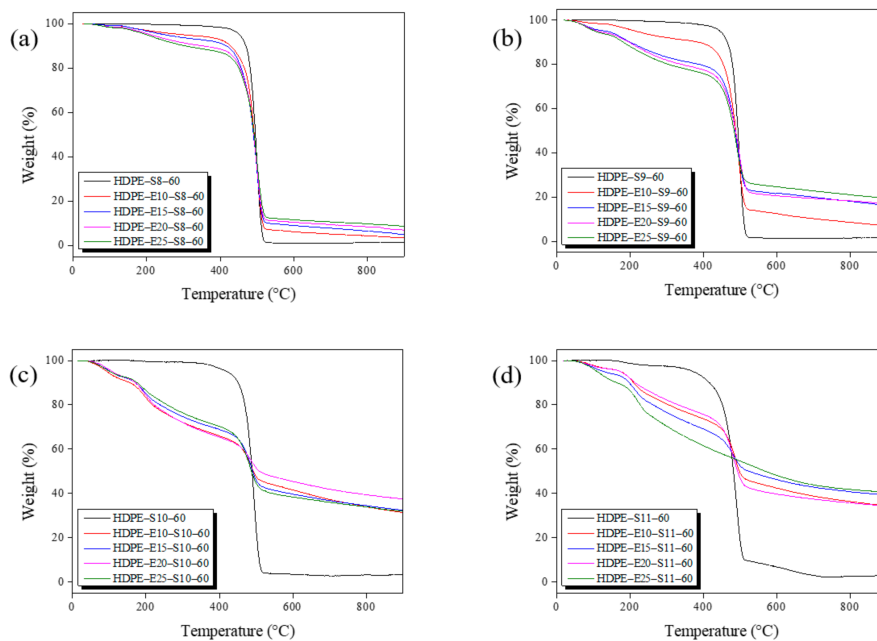 (a)
100
80
60
40
20
0
Weight (%)
HDPE-S8-60
HDPE-E10-S8-60
HDPE-E15-S8-60
HDPE-E20-S8-60
HDPE-E25-S8-60
0 200 400 600 800
Temperature (°C)
(b)
100
80
60
40
20
0
Weight (%)
HDPE-S9-60
HDPE-E10-S9-60
HDPE-E15-S9-60
HDPE-E20-S9-60
HDPE-E25-S9-60
0 200 400 600 800
Temperature (°C)
(c)
100
80
60
40
20
0
Weight (%)
HDPE-S10-60
HDPE-E10-S10-60
HDPE-E15-S10-60
HDPE-E20-S10-60
HDPE-E25-S10-60
0 200 400 600 800
Temperature (°C)
(d)
100
80
60
40
20
0
Weight (%)
HDPE-S11-60
HDPE-E10-S11-60
HDPE-E15-S11-60
HDPE-E20-S11-60
HDPE-E25-S11-60
0 200 400 600 800
Temperature (°C)